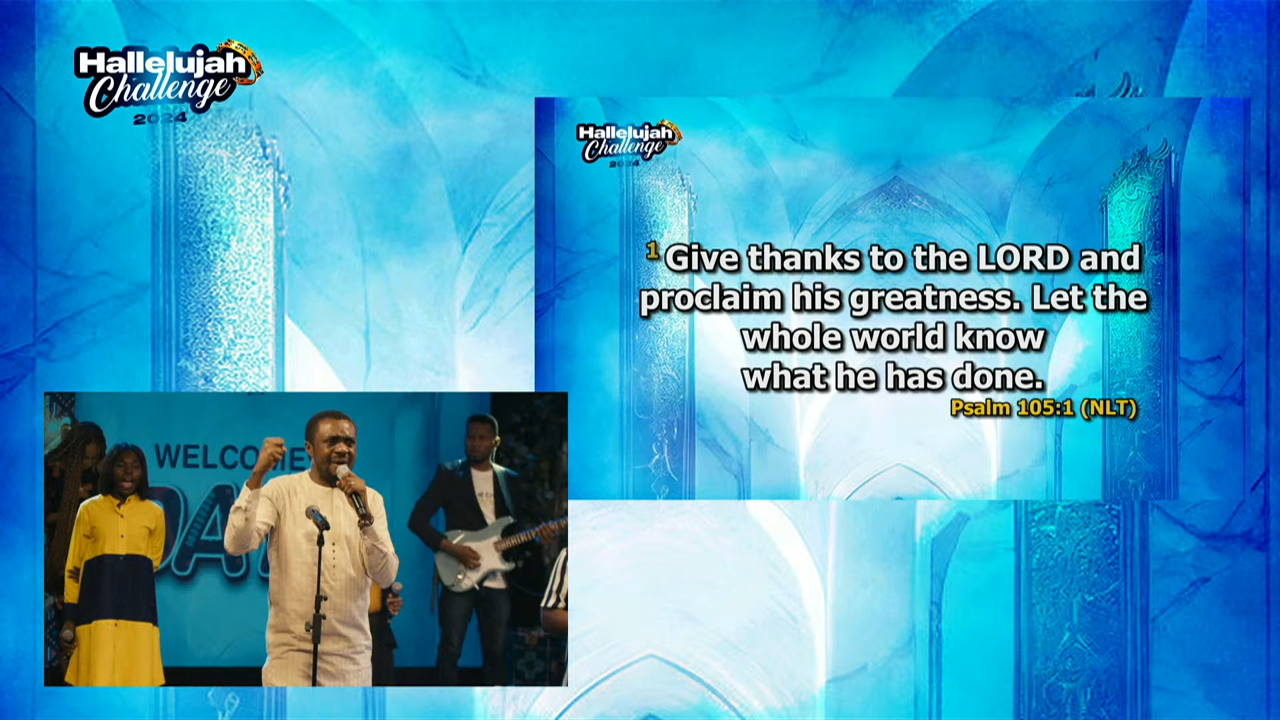 Hallelujah
Challenge
2024
Hallelujah
Challenge
2024
1 Give thanks to the LORD and
proclaim his greatness. Let the
whole world know
what he has done.
Psalm 105:1 (NLT)
WELCOME